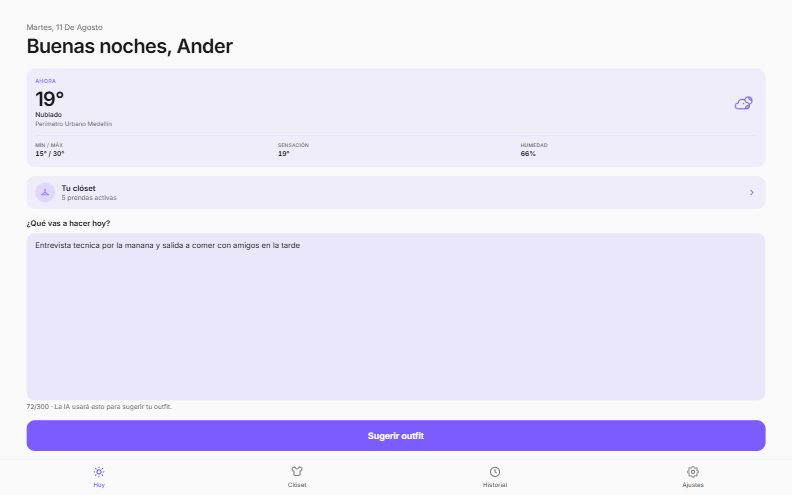 Martes, 11 De Agosto
Buenas noches, Ander
AHORA
19°
Nublado
Perímetro Urbano Medellín
MÍN / MÁX
15° / 30°
SENSACIÓN
19°
HUMEDAD
66%
Tu clóset
5 prendas activas
¿Qué vas a hacer hoy?
Entrevista tecnica por la manana y salida a comer con amigos en la tarde
72/300 · La IA usará esto para sugerir tu outfit.
Sugerir outfit
Hoy
Clóset
Historial
Ajustes